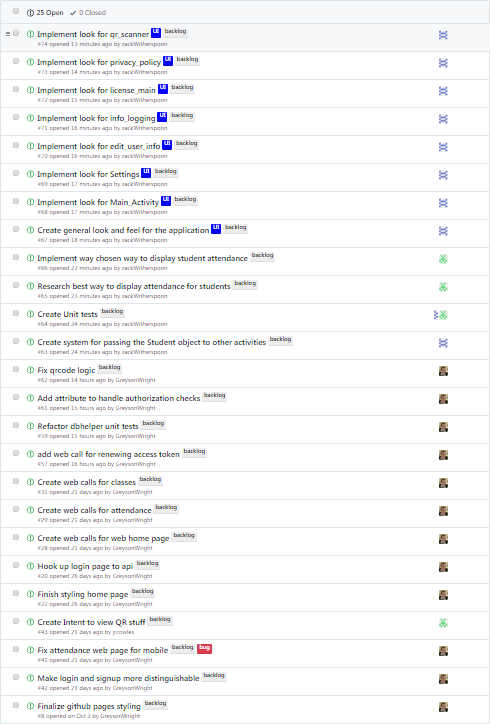 25 Open 0 Closed
Implement look for qr_scanner UI backlog
#74 opened 13 minutes ago by zackWitherspoon
Implement look for privacy_policy UI backlog
#73 opened 14 minutes ago by zackWitherspoon
Implement look for license_main UI backlog
#72 opened 15 minutes ago by zackWitherspoon
Implement look for info_logging UI backlog
#71 opened 16 minutes ago by zackWitherspoon
Implement look for edit_user_info UI backlog
#70 opened 16 minutes ago by zackWitherspoon
Implement look for Settings UI backlog
#69 opened 17 minutes ago by zackWitherspoon
Implement look for Main_Activity UI backlog
#68 opened 17 minutes ago by zackWitherspoon
Create general look and feel for the application UI backlog
#67 opened 18 minutes ago by zackWitherspoon
Implement way chosen way to display student attendance backlog
#66 opened 22 minutes ago by zackWitherspoon
Research best way to display attendance for students backlog
#65 opened 23 minutes ago by zackWitherspoon
Create Unit tests backlog
#64 opened 24 minutes ago by zackWitherspoon
Create system for passing the Student object to other activities backlog
#63 opened 24 minutes ago by zackWitherspoon
Fix qrcode logic backlog
#62 opened 14 hours ago by GreysonWright
Add attribute to handle authorization checks backlog
#61 opened 15 hours ago by GreysonWright
Refactor dbhelper unit tests backlog
#59 opened 15 hours ago by GreysonWright
add web call for renewing access token backlog
#57 opened 16 hours ago by GreysonWright
Create web calls for classes backlog
#31 opened 21 days ago by GreysonWright
Create web calls for attendance backlog
#29 opened 21 days ago by GreysonWright
Create web calls for web home page backlog
#28 opened 21 days ago by GreysonWright
Hook up login page to api backlog
#20 opened 26 days ago by GreysonWright
Finish styling home page backlog
#22 opened 26 days ago by GreysonWright
Create Intent to view QR stuff backlog
#43 opened 21 days ago by jrcowles
Fix attendance web page for mobile backlog bug
#41 opened 21 days ago by GreysonWright
Make login and signup more distinguishable backlog
#42 opened 21 days ago by GreysonWright
Finalize github pages styling backlog
#8 opened on Oct 2 by GreysonWright